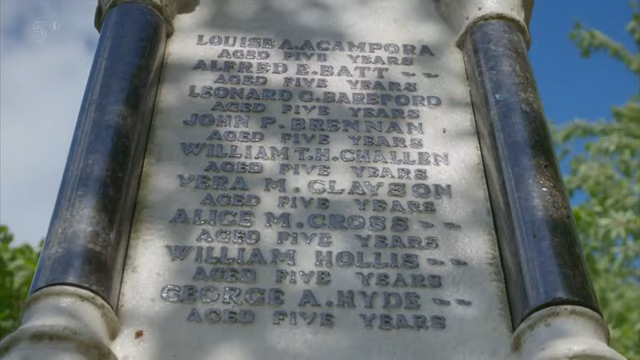 LOUISE A. ACAMPORA
AGED FIVE YEARS
ALFRED E. BATT
AGED FIVE YEARS
LEONARD C. BAREFORD
AGED FIVE YEARS
JOHN P. BRENNAN
AGED FIVE YEARS
WILLIAM T. H. CHALLEN
AGED FIVE YEARS
VERA M. CLAYSON
AGED FIVE YEARS
ALICE M. CROSS
AGED FIVE YEARS
WILLIAM HOLLIS
AGED FIVE YEARS
GEORGE A. HYDE
AGED FIVE YEARS